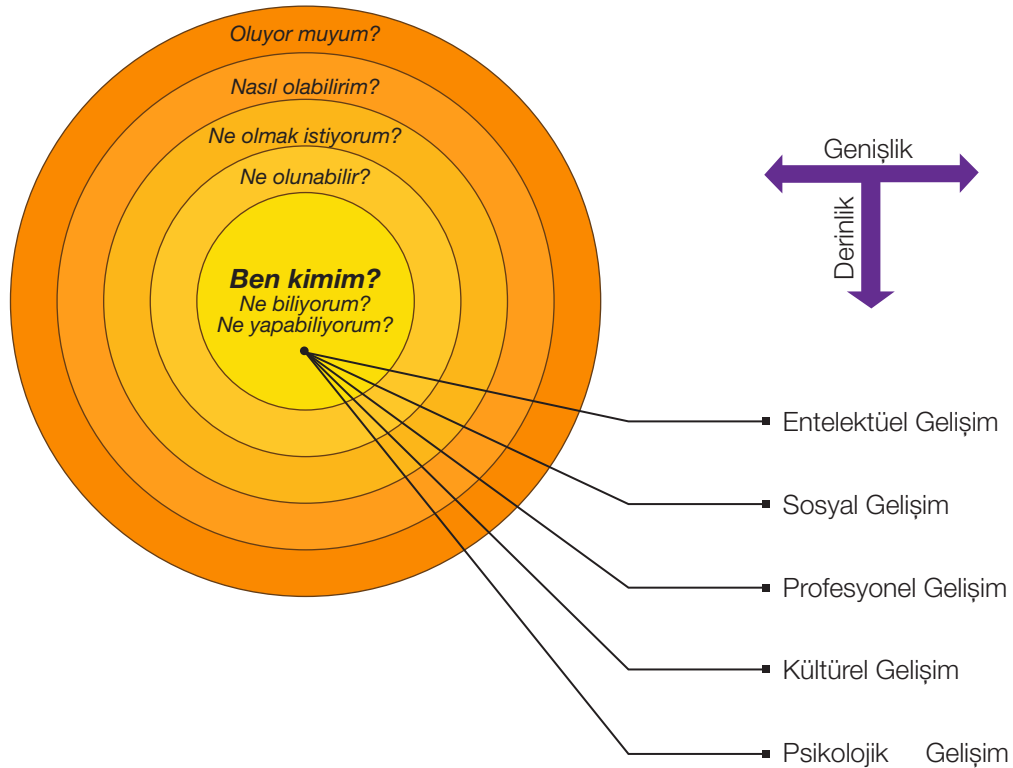 Oluyor muyum?
Nasıl olabilirim?
Ne olmak istiyorum?
Ne olunabilir?
Ben kimim?
Ne biliyorum?
Ne yapabiliyorum?
Genişlik
Derinlik
Entelektüel Gelişim
Sosyal Gelişim
Profesyonel Gelişim
Kültürel Gelişim
Psikolojik Gelişim